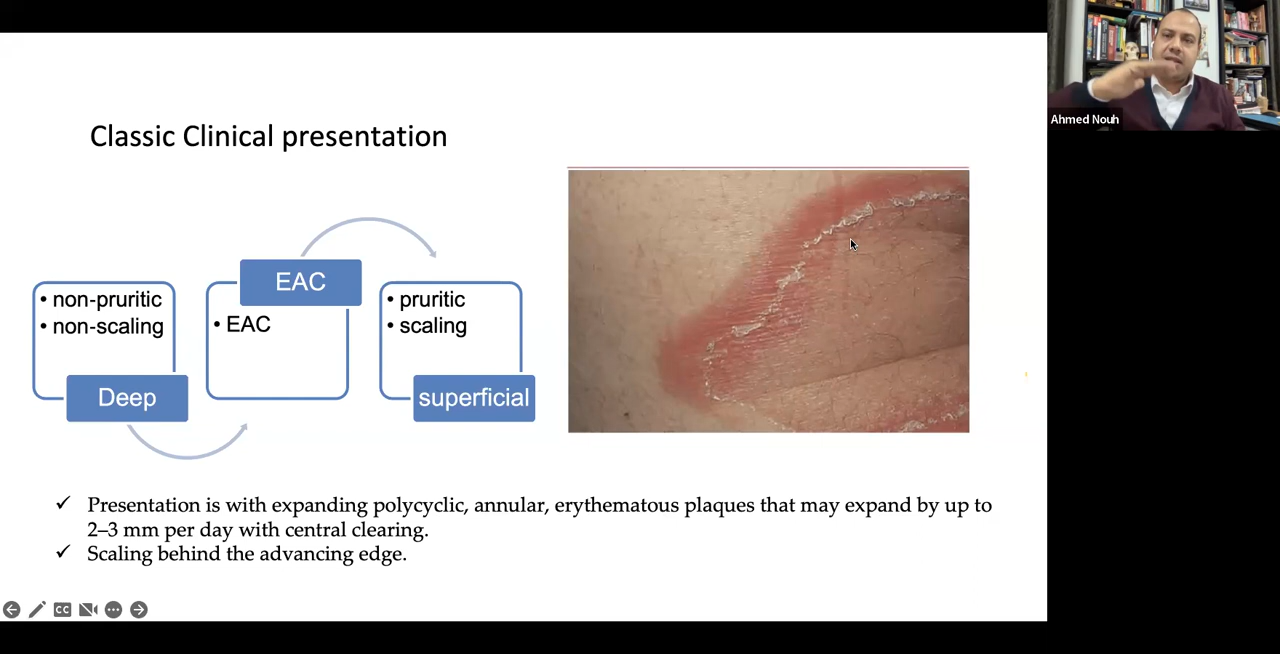 Ahmed Nouh
Classic Clinical presentation
• non-pruritic
• non-scaling
Deep
EAC
• EAC
• pruritic
• scaling
superficial
✓ Presentation is with expanding polycyclic, annular, erythematous plaques that may expand by up to
2–3 mm per day with central clearing.
✓ Scaling behind the advancing edge.
CC